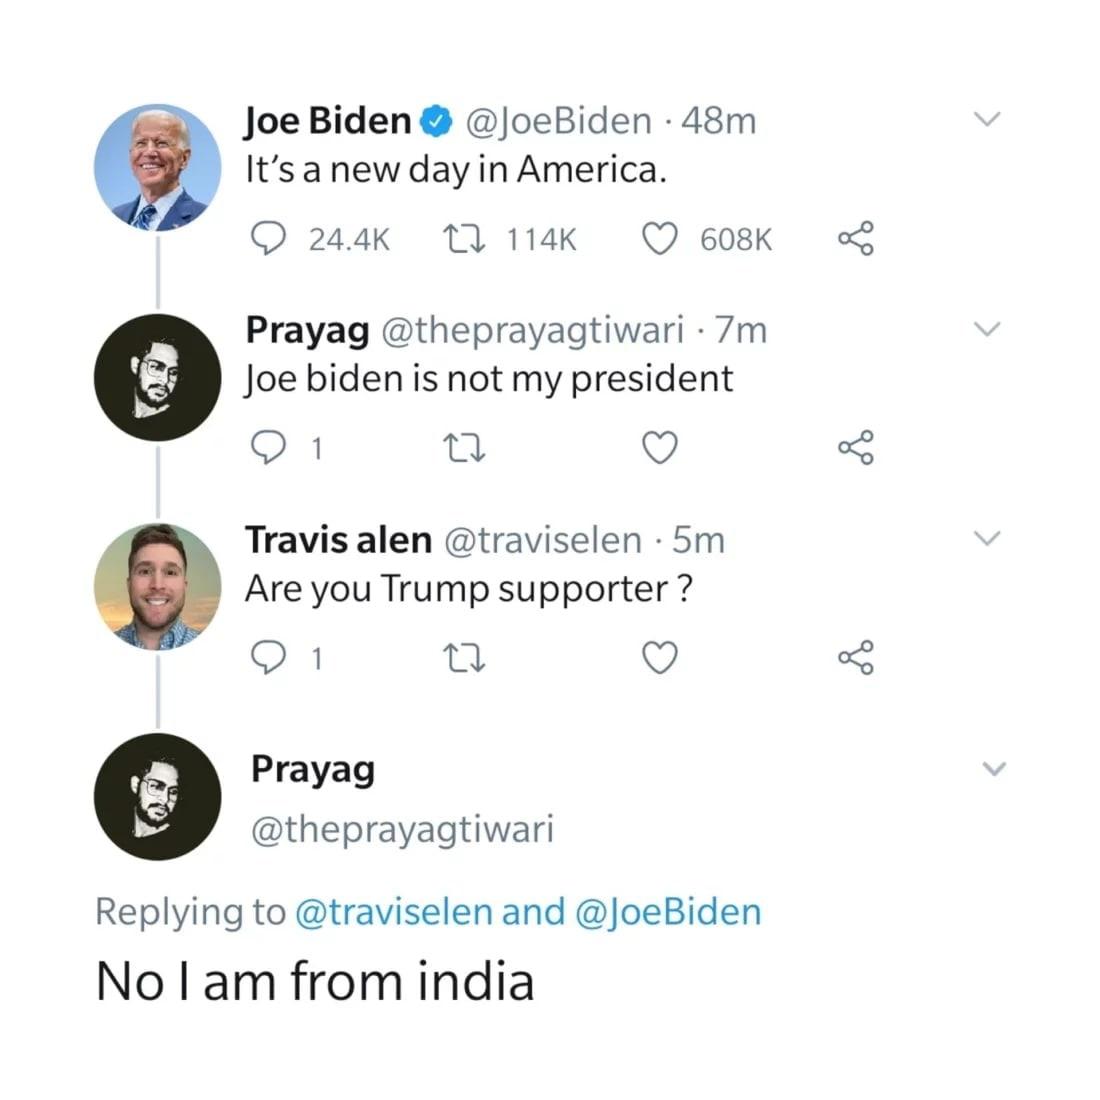 Joe Biden @JoeBiden · 48m
It's a new day in America.
24.4K 114K 608K
Prayag @theprayagtiwari · 7m
Joe biden is not my president
1
Travis alen @traviselen · 5m
Are you Trump supporter ?
1
Prayag
@theprayagtiwari
Replying to @traviselen and @JoeBiden
No I am from india